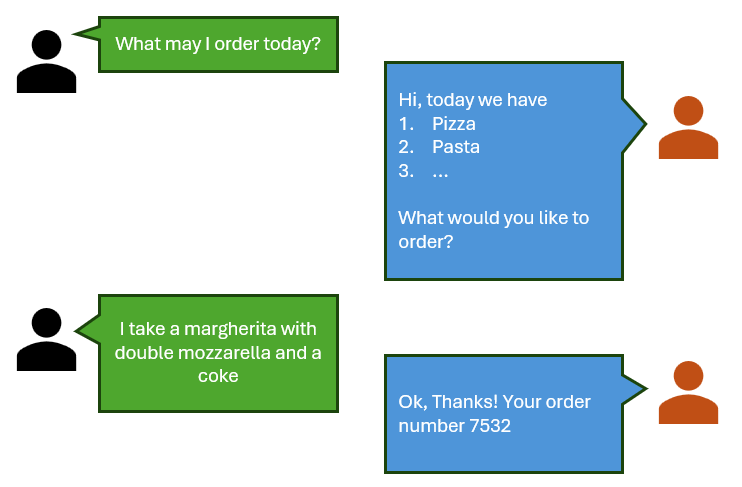 What may I order today?
Hi, today we have
1. Pizza
2. Pasta
3. ...
What would you like to
order?
I take a margherita with
double mozzarella and a
coke
Ok, Thanks! Your order
number 7532